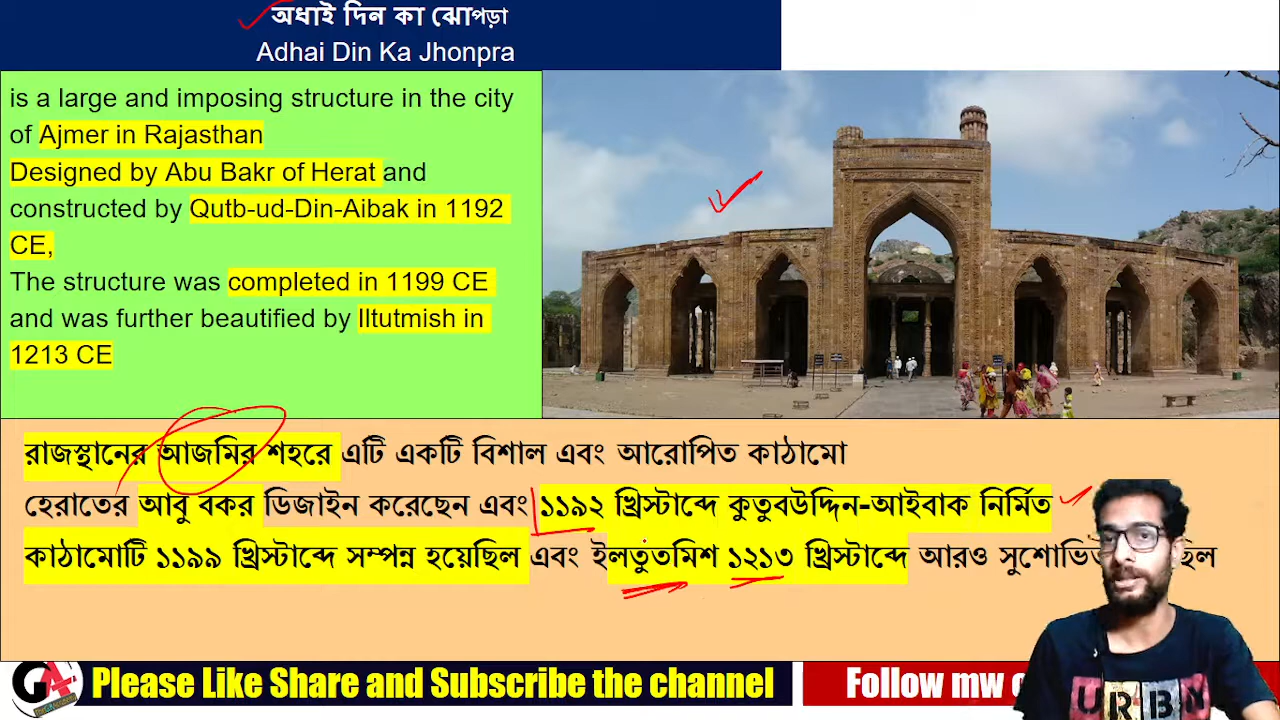 অধাই দিন কা ঝোপড়া
Adhai Din Ka Jhonpra
is a large and imposing structure in the city
of Ajmer in Rajasthan
Designed by Abu Bakr of Herat and
constructed by Qutb-ud-Din-Aibak in 1192
CE,
The structure was completed in 1199 CE
and was further beautified by Iltutmish in
1213 CE
রাজস্থানের আজমির শহরে এটি একটি বিশাল এবং আরোপিত কাঠামো
হেরাতের আবু বকর ডিজাইন করেছেন এবং ১১৯২ খ্রিস্টাব্দে কুতুবউদ্দিন-আইবাক নির্মিত
কাঠামোটি ১১৯৯ খ্রিস্টাব্দে সম্পন্ন হয়েছিল এবং ইলতুতমিশ ১২১৩ খ্রিস্টাব্দে আরও
GA
Please Like Share and Subscribe the channel
Follow mw
URBN